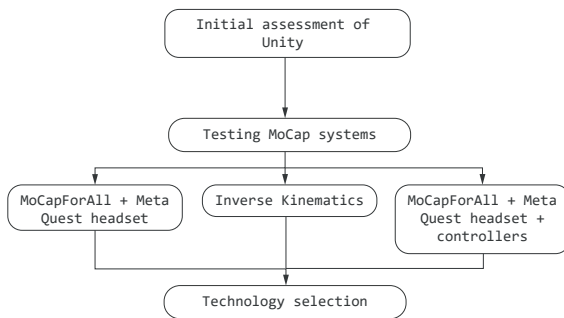 Initial assessment of
Unity
Testing MoCap systems
MoCapForAll + Meta
Quest headset
Inverse Kinematics
MoCapForAll + Meta
Quest headset +
controllers
Technology selection